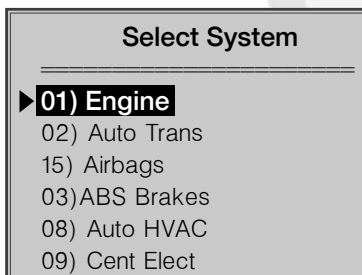 Select System
======================
01) Engine
02) Auto Trans
15) Airbags
03)ABS Brakes
08) Auto HVAC
09) Cent Elect